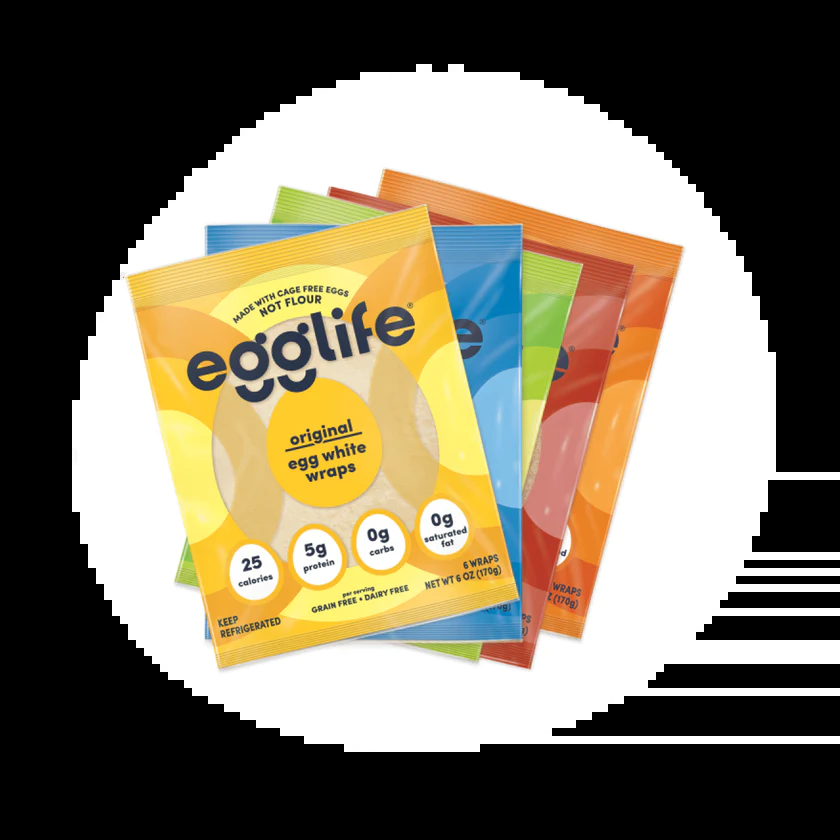 MADE WITH CAGE FREE EGGS
NOT FLOUR
egglife®
original
egg white
wraps
25
calories
5g
protein
0g
carbs
0g
saturated
fat
per serving
GRAIN FREE • DAIRY FREE
KEEP
REFRIGERATED
6 WRAPS
NET WT 6 OZ (170g)
e®
e®
®
WRAPS
(170g)